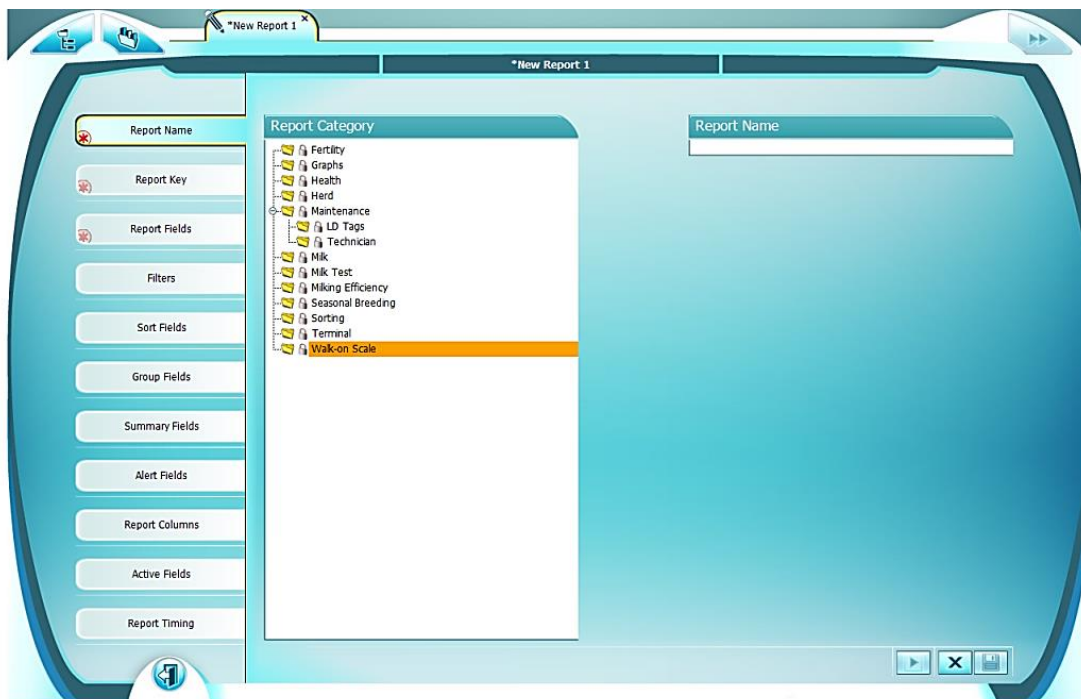 *New Report 1
*New Report 1
Report Name
Report Key
Report Fields
Filters
Sort Fields
Group Fields
Summary Fields
Alert Fields
Report Columns
Active Fields
Report Timing
Report Category
Fertility
Graphs
Health
Herd
Maintenance
LD Tags
Technician
Milk
Milk Test
Milking Efficiency
Seasonal Breeding
Sorting
Terminal
Walk-on Scale
Report Name